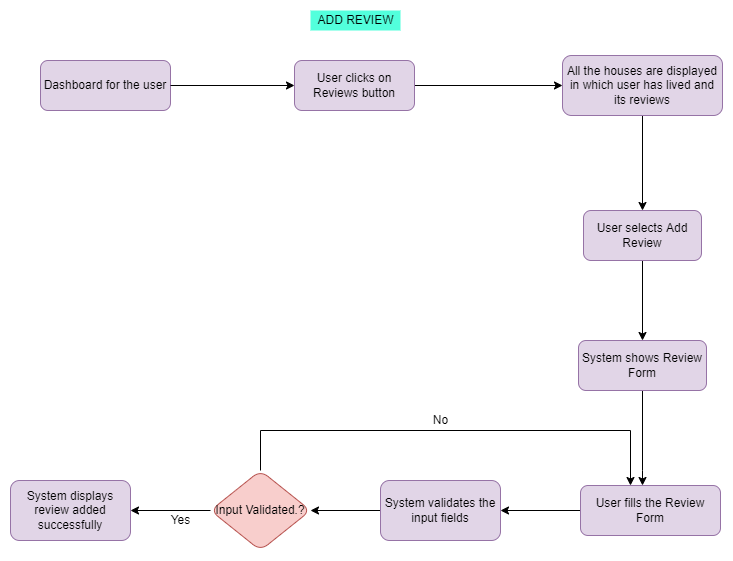 ADD REVIEW
Dashboard for the user
User clicks on
Reviews button
All the houses are displayed
in which user has lived and
its reviews
User selects Add
Review
System shows Review
Form
No
User fills the Review
Form
System validates the
input fields
Input Validated.?
Yes
System displays
review added
successfully